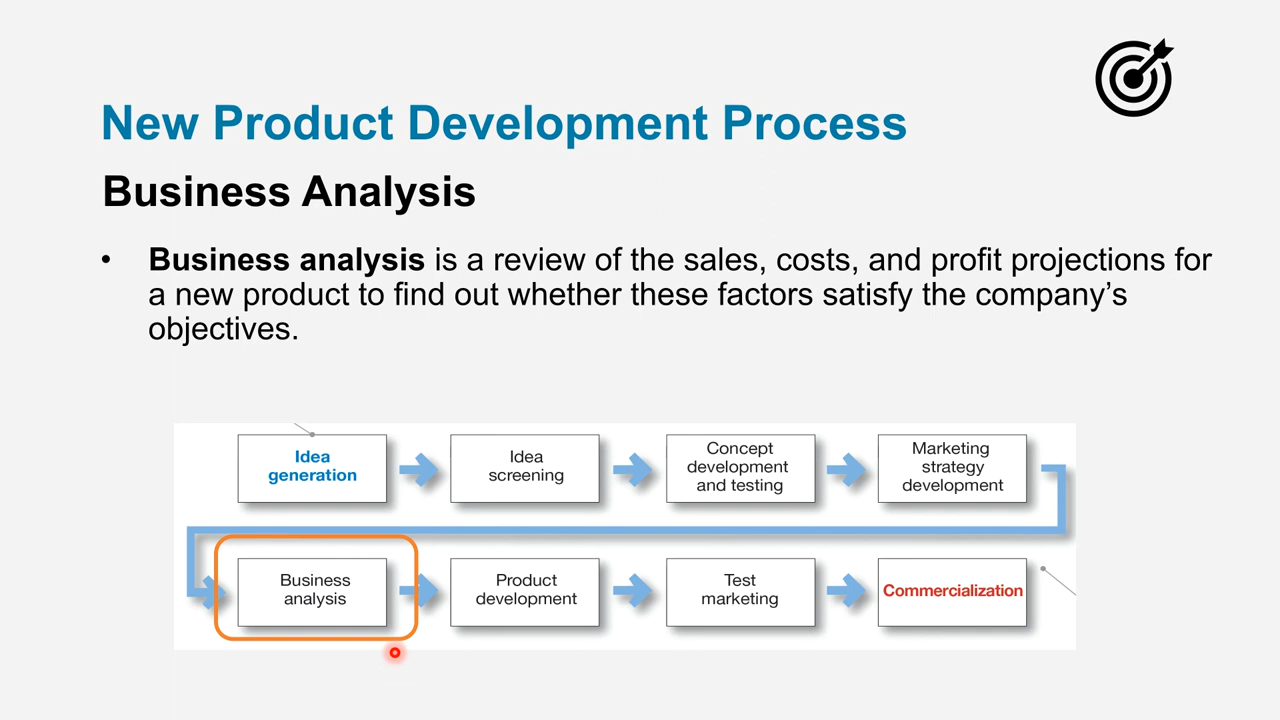 New Product Development Process
Business Analysis
• Business analysis is a review of the sales, costs, and profit projections for
a new product to find out whether these factors satisfy the company’s
objectives.
Idea
generation
Idea
screening
Concept
development
and testing
Marketing
strategy
development
Business
analysis
Product
development
Test
marketing
Commercialization